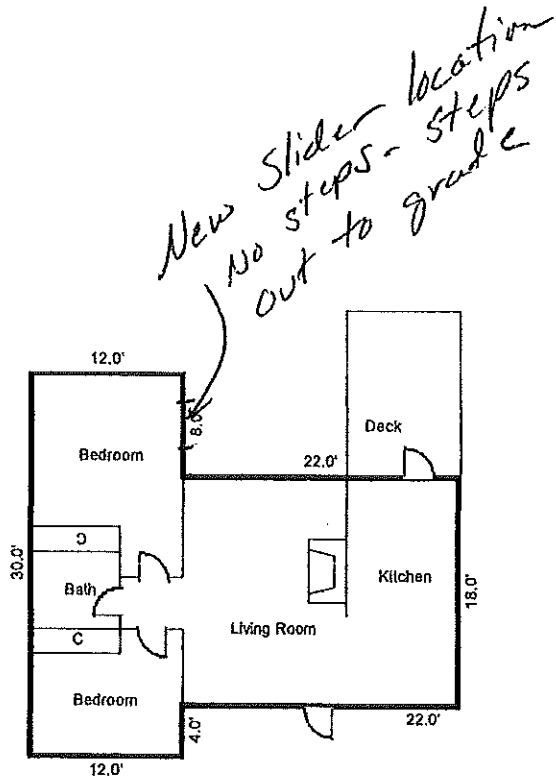 New Slider location
No steps - steps
out to grade
12.0'
8.0'
Deck
Bedroom
22.0'
30.0'
C
Bath
Kitchen
18.0'
C
Living Room
Bedroom
4.0'
22.0'
12.0'